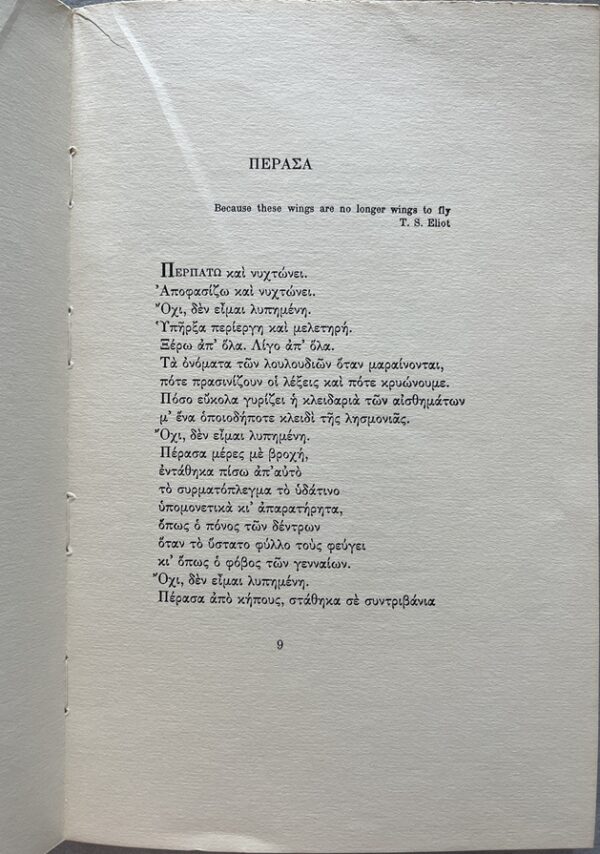 ΠΕΡΑΣΑ
Because these wings are no longer wings to fly
T. S. Eliot
ΠΕΡΠΑΤΩ καὶ νυχτώνει.
Ἀποφασίζω καὶ νυχτώνει.
Ὄχι, δὲν εἶμαι λυπημένη.
Ὑπῆρξα περίεργη καὶ μελετηρή.
Ξέρω ἀπ' ὅλα. Λίγο ἀπ' ὅλα.
Τὰ ὀνόματα τῶν λουλουδιῶν ὅταν μαραίνονται,
πότε πρασινίζουν οἱ λέξεις καὶ πότε κρυώνουμε.
Πόσο εὔκολα γυρίζει ἡ κλειδαριὰ τῶν αἰσθημάτων
μ' ἕνα ὁποιοδήποτε κλειδὶ τῆς λησμονιᾶς.
Ὄχι, δὲν εἶμαι λυπημένη.
Πέρασα μέρες μὲ βροχή,
ἐντάθηκα πίσω ἀπ' αὐτὸ
τὸ συρματόπλεγμα τὸ ὑδάτινο
ὑπομονετικὰ κι' ἀπαρατήρητα,
ὅπως ὁ πόνος τῶν δέντρων
ὅταν τὸ ὕστατο φύλλο τοὺς φεύγει
κι' ὅπως ὁ φόβος τῶν γενναίων.
Ὄχι, δὲν εἶμαι λυπημένη.
Πέρασα ἀπὸ κήπους, στάθηκα σὲ συντριβάνια
9